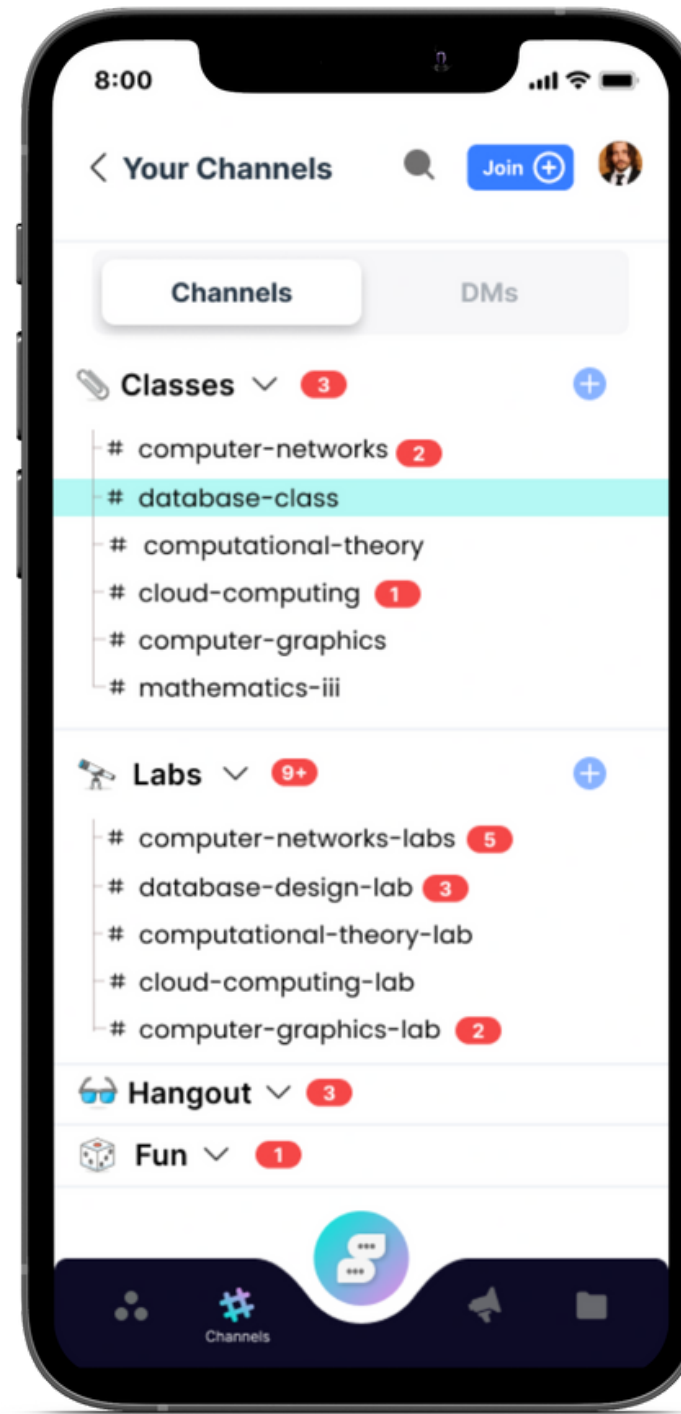 8:00
Your Channels
Join
Channels DMs
Classes 3
# computer-networks 2
# database-class
# computational-theory
# cloud-computing 1
# computer-graphics
# mathematics-iii
Labs 9+
# computer-networks-labs 5
# database-design-lab 3
# computational-theory-lab
# cloud-computing-lab
# computer-graphics-lab 2
Hangout 3
Fun 1
Channels